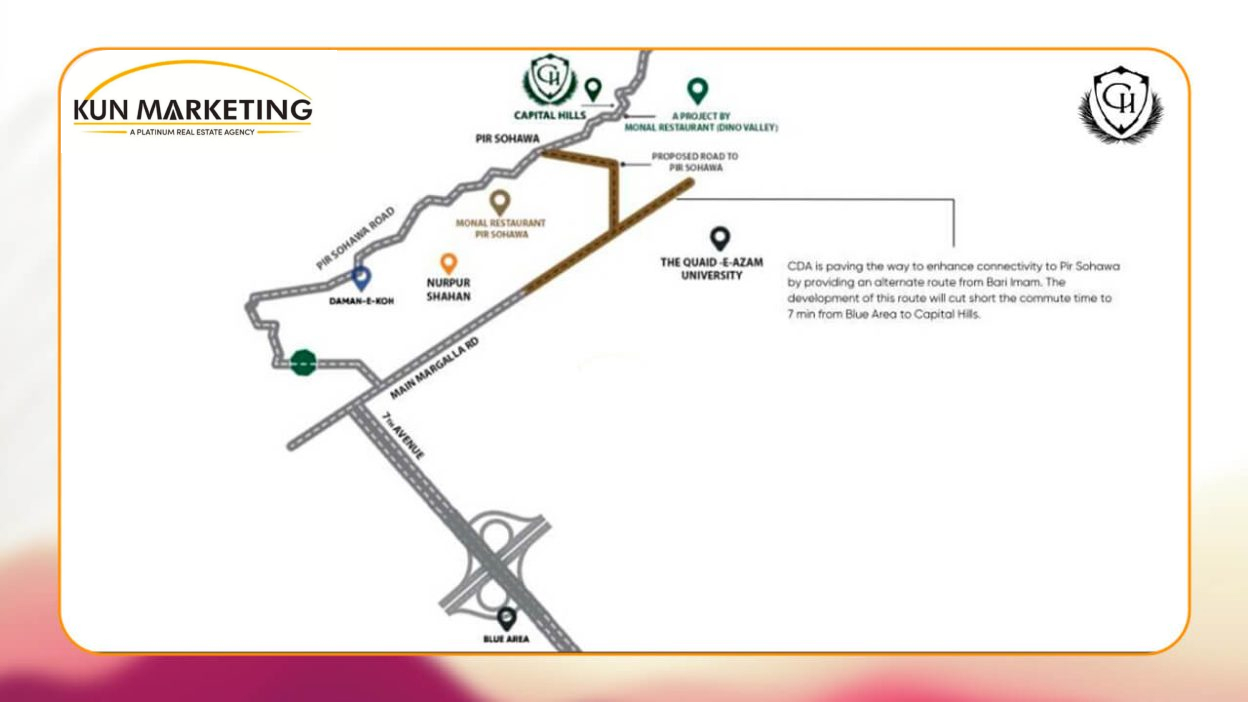 KUN MARKETING
A PLATINUM REAL ESTATE AGENCY
CH
CAPITAL HILLS
A PROJECT BY
MONAL RESTAURANT (DINO VALLEY)
CH
PIR SOHAWA
PROPOSED ROAD TO
PIR SOHAWA
PIR SOHAWA ROAD
MONAL RESTAURANT
PIR SOHAWA
DAMAN-E-KOH
NURPUR
SHAHAN
THE QUAID -E-AZAM
UNIVERSITY
CDA is paving the way to enhance connectivity to Pir Sohawa
by providing an alternate route from Bari Imam. The
development of this route will cut short the commute time to
7 min from Blue Area to Capital Hills.
MAIN MARGALLA RD
7TH AVENUE
BLUE AREA